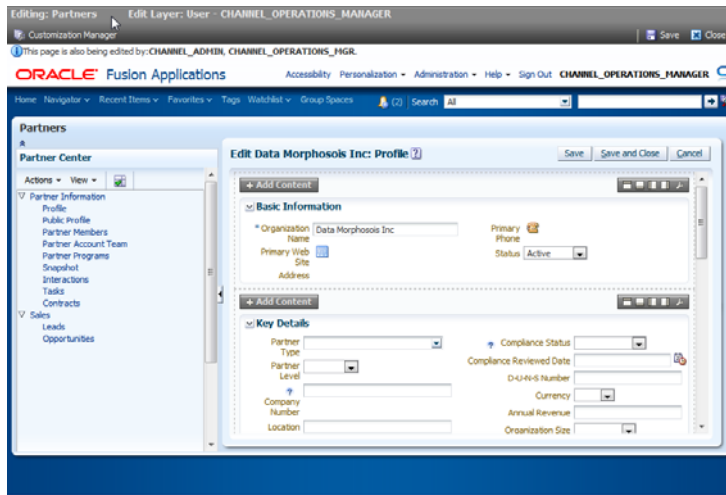 Editing: Partners Edit Layer: User - CHANNEL_OPERATIONS_MANAGER
Customization Manager Save Close
This page is also being edited by:CHANNEL_ADMIN, CHANNEL_OPERATIONS_MGR.
ORACLE Fusion Applications Accessbility Personalization Administration Help Sign Out CHANNEL_OPERATIONS_MANAGER
Home Navigator Recent Items Favorites Tags Watchlist Group Spaces (2) Search All
Partners
Partner Center
Edit Data Morphosois Inc: Profile ? Save Save and Close Cancel
Actions View
Partner Information
Profile
Public Profile
Partner Members
Partner Account Team
Partner Programs
Snapshot
Interactions
Tasks
Contracts
Sales
Leads
Opportunities
+ Add Content
Basic Information
* Organization Name Data Morphosois Inc
Primary Web Site
Address
Primary Phone
Status Active
+ Add Content
Key Details
Partner Type
Partner Level
? Company Number
Location
? Compliance Status
Compliance Reviewed Date
D-U-N-S Number
Currency
Annual Revenue
Organization Size